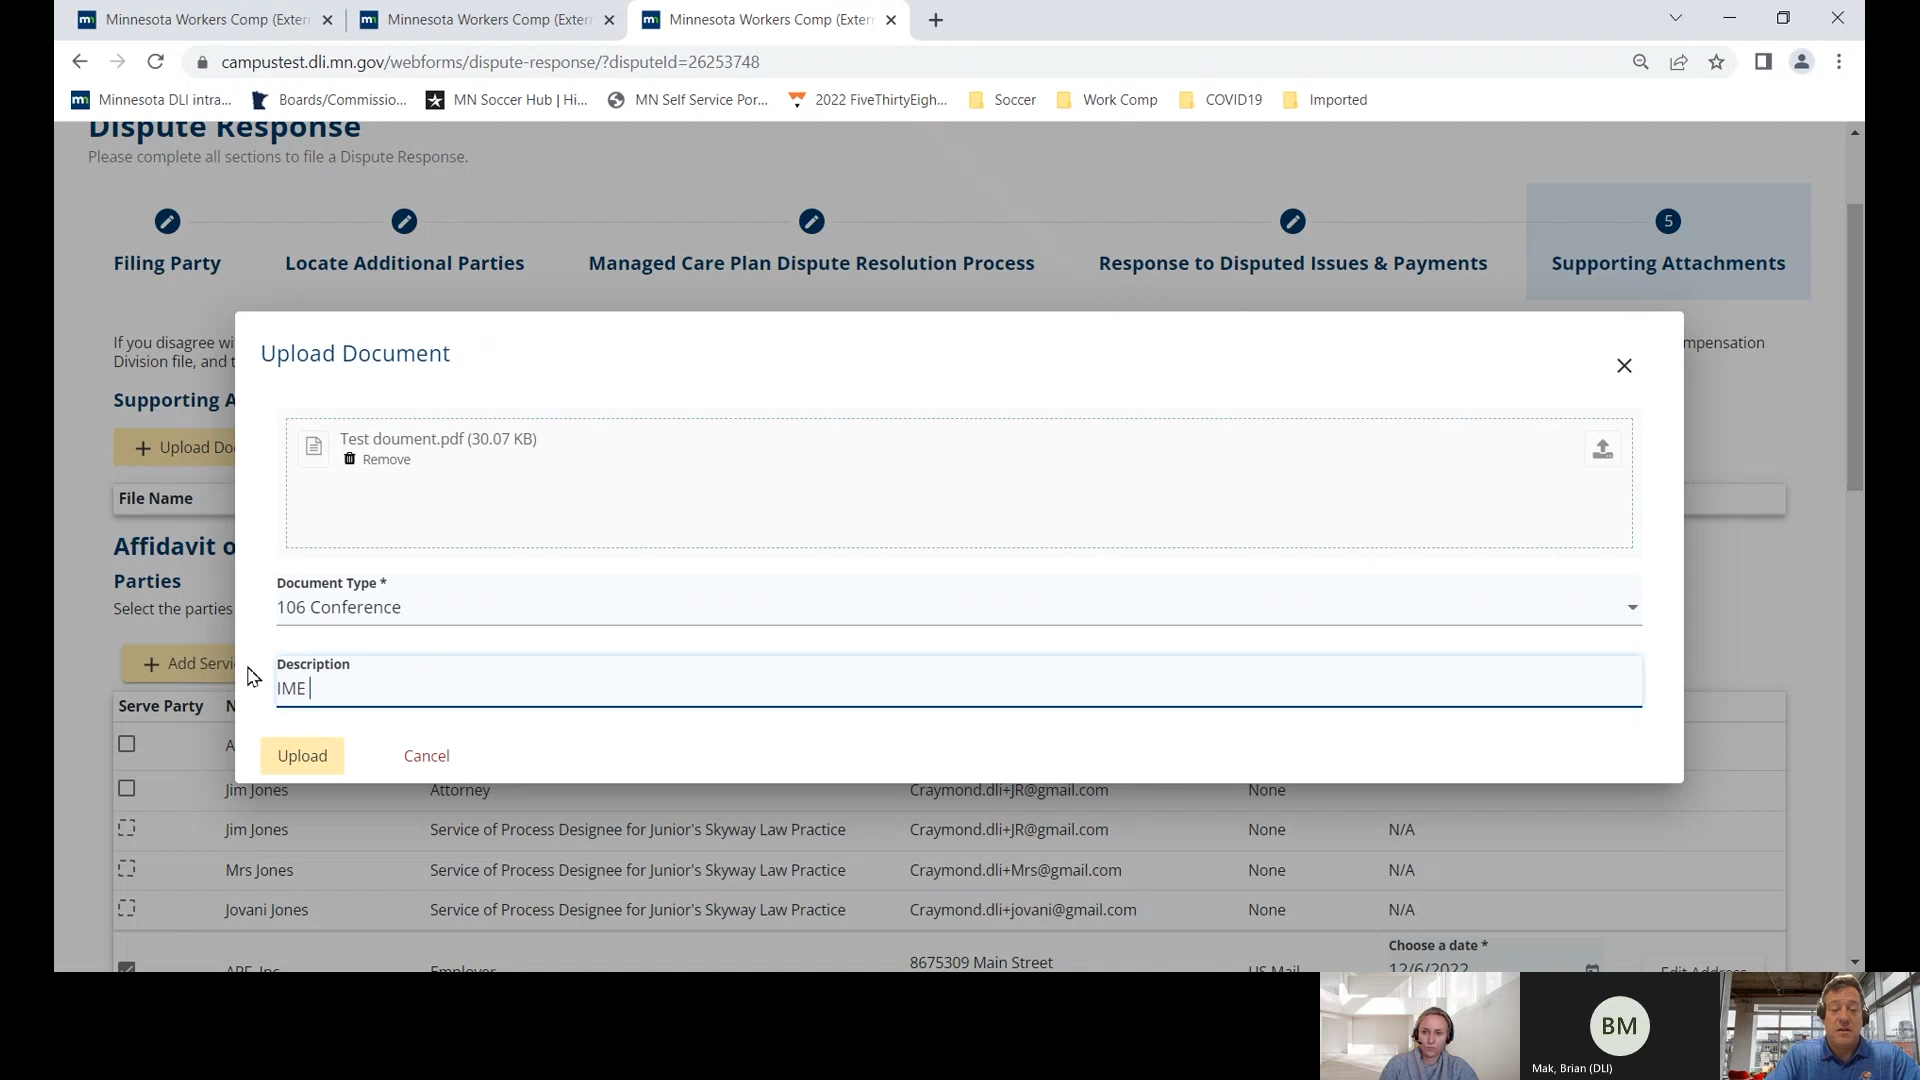 Minnesota Workers Comp (Exter
Minnesota Workers Comp (Exter
Minnesota Workers Comp (Exter
campustest.dli.mn.gov/webforms/dispute-response/?disputeId=26253748
Minnesota DLI intra...
Boards/Commissio...
MN Soccer Hub | Hi...
MN Self Service Por...
2022 FiveThirtyEigh...
Soccer
Work Comp
COVID19
Imported
Dispute Response
Please complete all sections to file a Dispute Response.
5
Filing Party
Locate Additional Parties
Managed Care Plan Dispute Resolution Process
Response to Disputed Issues & Payments
Supporting Attachments
If you disagree wi
mpensation
Division file, and t
Supporting A
+ Upload Do
File Name
Affidavit o
Parties
Select the parties
+ Add Servi
Serve Party N
A
Upload Document
Test doument.pdf (30.07 KB)
Remove
Document Type *
106 Conference
Description
IME
Upload
Cancel
Jim Jones Attorney Craymond.dli+JR@gmail.com None
Jim Jones Service of Process Designee for Junior's Skyway Law Practice Craymond.dli+JR@gmail.com None N/A
Mrs Jones Service of Process Designee for Junior's Skyway Law Practice Craymond.dli+Mrs@gmail.com None N/A
Jovani Jones Service of Process Designee for Junior's Skyway Law Practice Craymond.dli+jovani@gmail.com None N/A
Choose a date *
8675309 Main Street
Employer
US Mail
12/6/2022
Edit Address
BM
Mak, Brian (DLI)